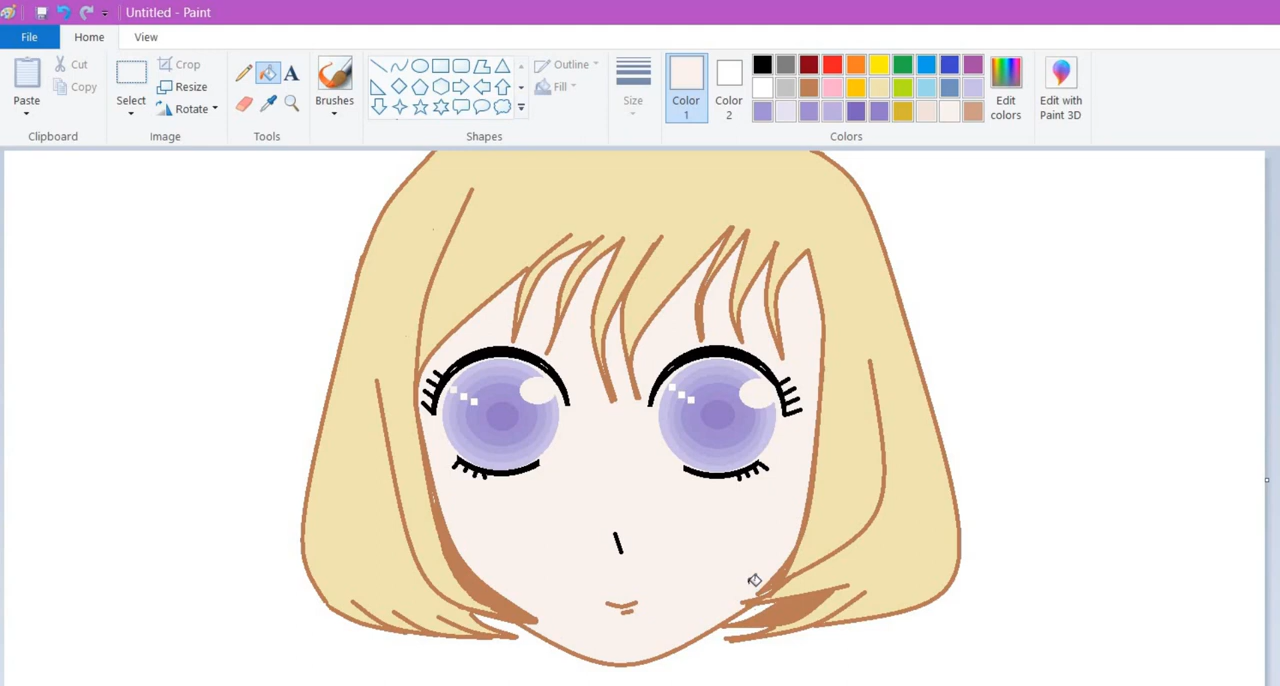 Untitled - Paint
File Home View
Paste
Cut
Copy
Clipboard
Select
Crop
Resize
Rotate
Image
A
Tools
Brushes
Outline
Fill
Shapes
Size
Color 1
Color 2
Edit colors
Colors
Edit with Paint 3D